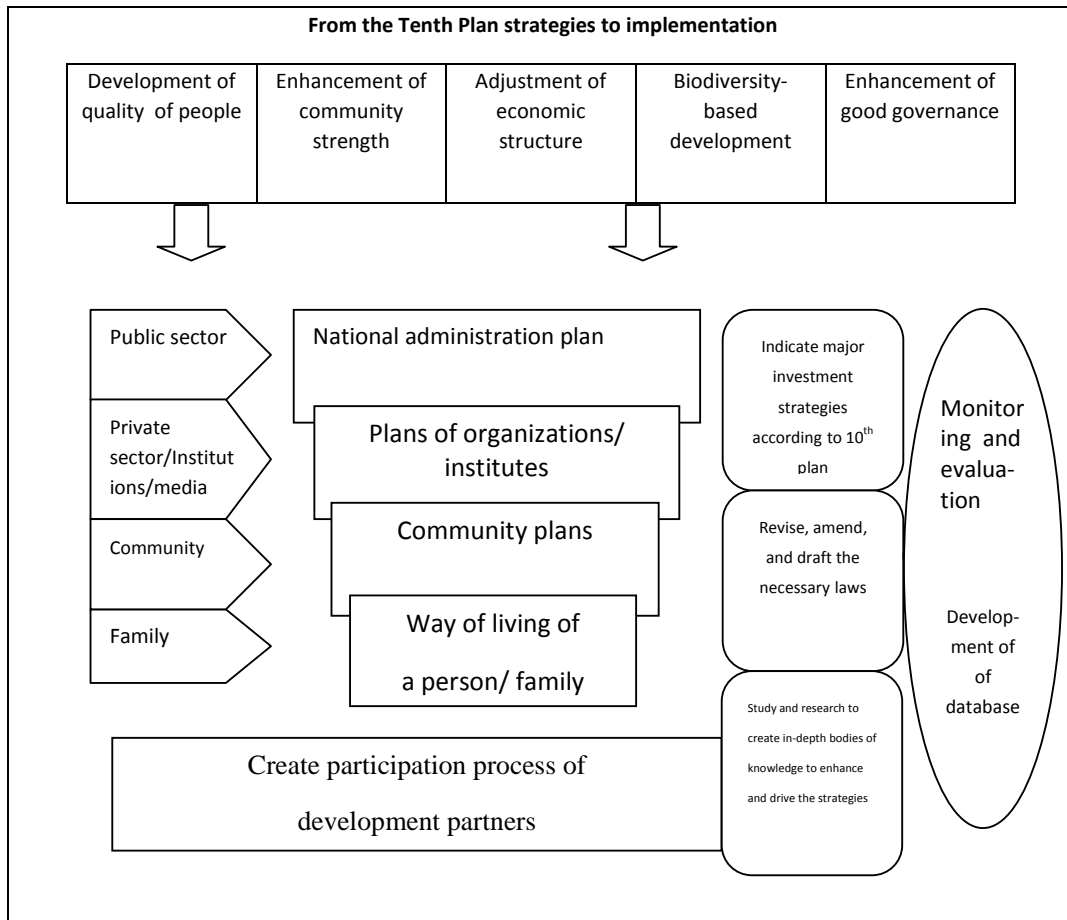 From the Tenth Plan strategies to implementation
Development of
quality of people
Enhancement of
community
strength
Adjustment of
economic
structure
Biodiversity-
based
development
Enhancement of
good governance
Public sector
Private
sector/Institut
ions/media
Community
Family
National administration plan
Plans of organizations/
institutes
Community plans
Way of living of
a person/ family
Create participation process of
development partners
Indicate major
investment
strategies
according to 10th
plan
Revise, amend,
and draft the
necessary laws
Study and research to
create in-depth bodies of
knowledge to enhance
and drive the strategies
Monitor
ing and
evalua-
tion
Develop-
ment of
of
database